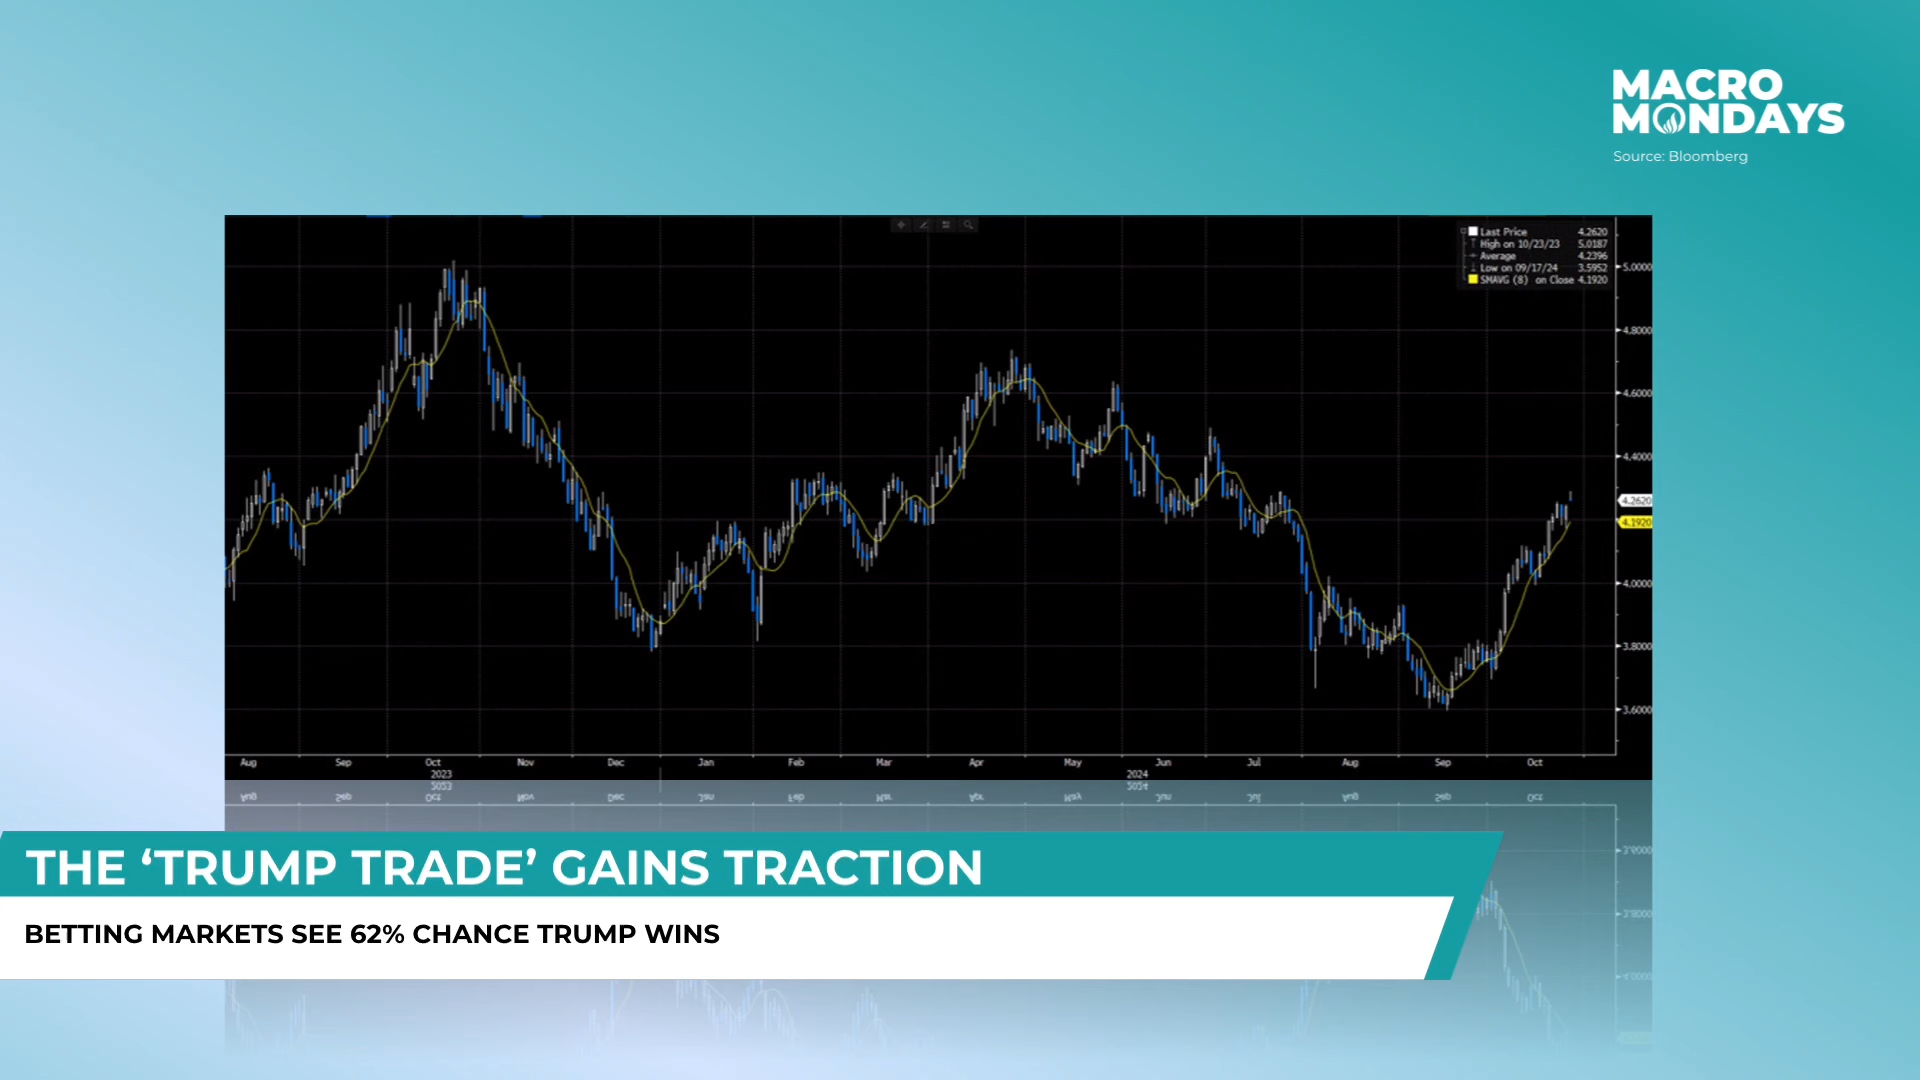 MACRO
MONDAYS
Source: Bloomberg
Last Price 4.2620
High on 10/23/23 5.0187
Average 4.2396
Low on 09/17/24 3.5952
SMAVG (8) on Close 4.1920
5.0000
4.8000
4.6000
4.4000
4.2620
4.1920
4.0000
3.8000
3.6000
Aug Sep Oct Nov Dec Jan Feb Mar Apr May Jun Jul Aug Sep Oct
2023 2024
THE ‘TRUMP TRADE’ GAINS TRACTION
BETTING MARKETS SEE 62% CHANCE TRUMP WINS